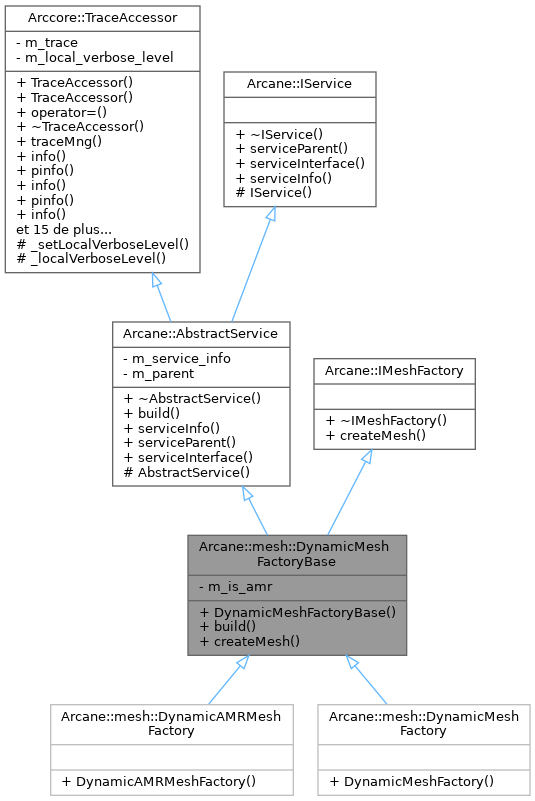 Arccore::TraceAccessor
- m_trace
- m_local_verbose_level
+ TraceAccessor()
+ TraceAccessor()
+ operator=()
+ ~TraceAccessor()
+ traceMng()
+ info()
+ pinfo()
+ info()
+ pinfo()
+ info()
et 15 de plus...
# _setLocalVerboseLevel()
# _localVerboseLevel()
Arcane::IService
+ ~IService()
+ serviceParent()
+ serviceInterface()
+ serviceInfo()
# IService()
Arcane::AbstractService
- m_service_info
- m_parent
+ ~AbstractService()
+ build()
+ serviceInfo()
+ serviceParent()
+ serviceInterface()
# AbstractService()
Arcane::IMeshFactory
+ ~IMeshFactory()
+ createMesh()
Arcane::mesh::DynamicMesh
FactoryBase
- m_is_amr
+ DynamicMeshFactoryBase()
+ build()
+ createMesh()
Arcane::mesh::DynamicAMRMesh
Factory
+ DynamicAMRMeshFactory()
Arcane::mesh::DynamicMesh
Factory
+ DynamicMeshFactory()